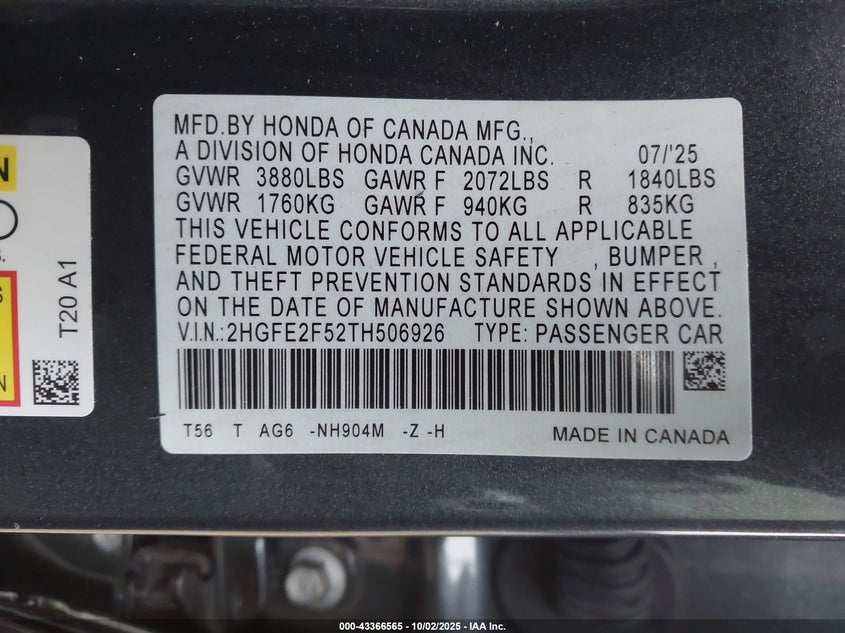 MFD.BY HONDA OF CANADA MFG.,
A DIVISION OF HONDA CANADA INC. 07/'25
GVWR 3880LBS GAWR F 2072LBS R 1840LBS
GVWR 1760KG GAWR F 940KG R 835KG
THIS VEHICLE CONFORMS TO ALL APPLICABLE
FEDERAL MOTOR VEHICLE SAFETY , BUMPER ,
AND THEFT PREVENTION STANDARDS IN EFFECT
ON THE DATE OF MANUFACTURE SHOWN ABOVE.
V.I.N.:2HGFE2F52TH506926 TYPE: PASSENGER CAR
T56 T AG6 -NH904M -Z -H MADE IN CANADA
T20 A1
000-43366565 - 10/02/2025 - IAA Inc.